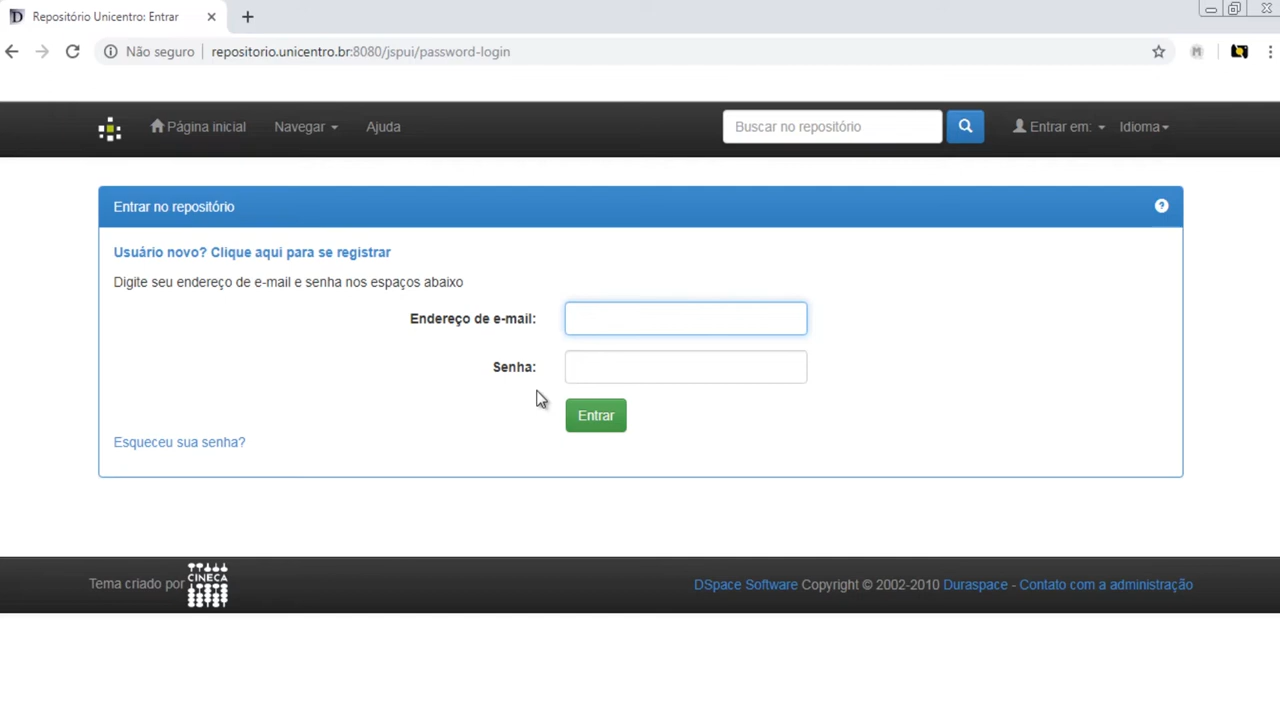 Repositório Unicentro: Entrar
Não seguro
repositorio.unicentro.br:8080/jspui/password-login
M
Página inicial
Navegar
Ajuda
Buscar no repositório
Entrar em:
Idioma
Entrar no repositório
Usuário novo? Clique aqui para se registrar
Digite seu endereço de e-mail e senha nos espaços abaixo
Endereço de e-mail:
Senha:
Entrar
Esqueceu sua senha?
Tema criado por CINECA
DSpace Software Copyright © 2002-2010 Duraspace - Contato com a administração